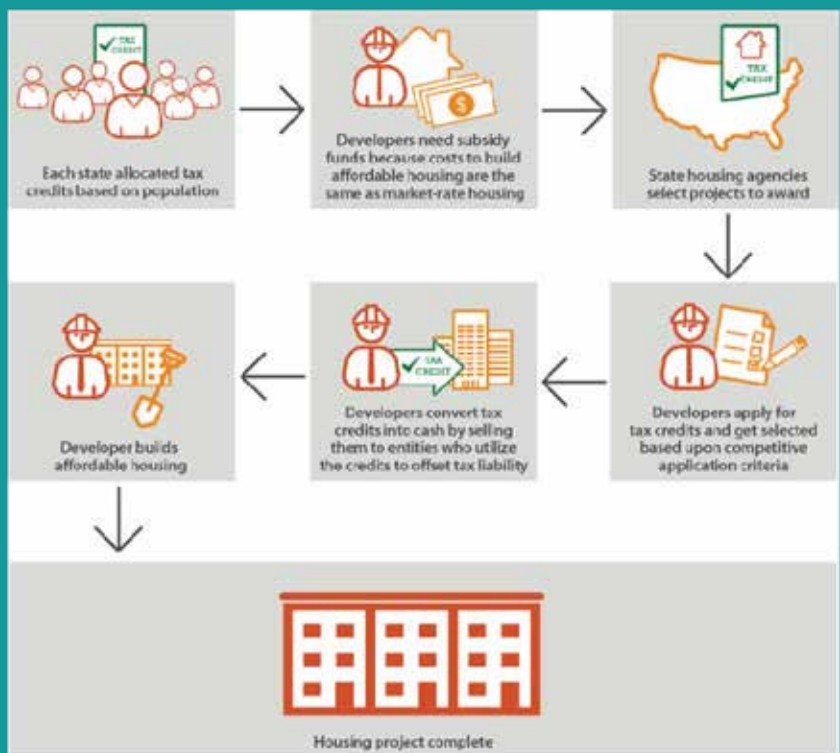 TAX
CREDIT
Each state allocated tax
credits based on population
Developers need subsidy
funds because costs to build
affordable housing are the
same as market-rate housing
TAX
CREDIT
State housing agencies
select projects to award
Developers apply for
tax credits and get selected
based upon competitive
application criteria
TAX
CREDIT
Developers convert tax
credits into cash by selling
them to entities who utilize
the credits to offset tax liability
Developer builds
affordable housing
Housing project complete